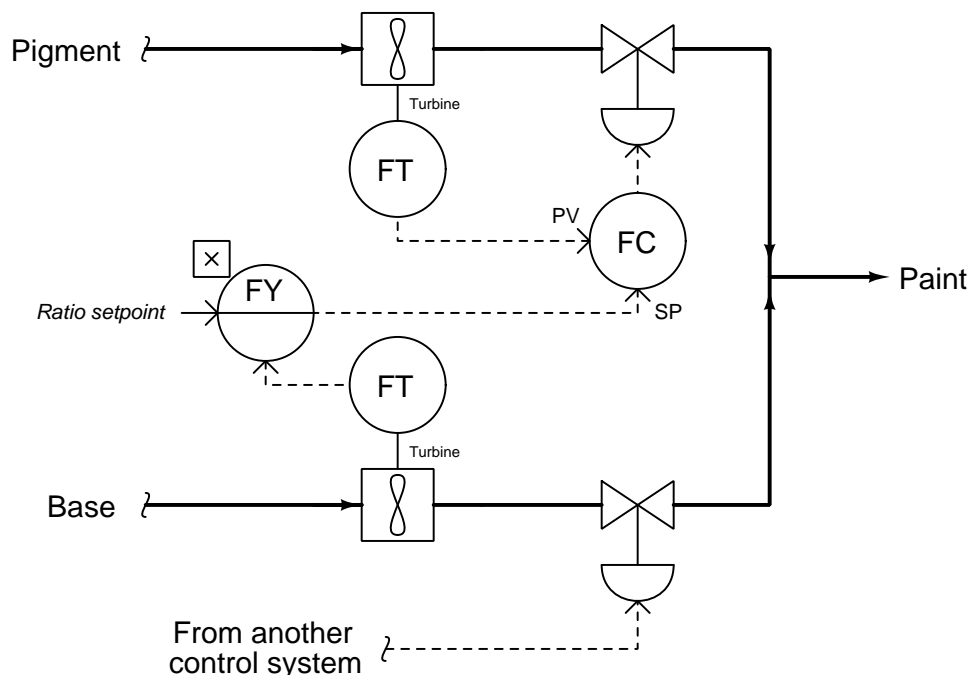 Pigment
Turbine
FT
PV
FC
×
FY
Ratio setpoint
SP
Paint
FT
Turbine
Base
From another
control system